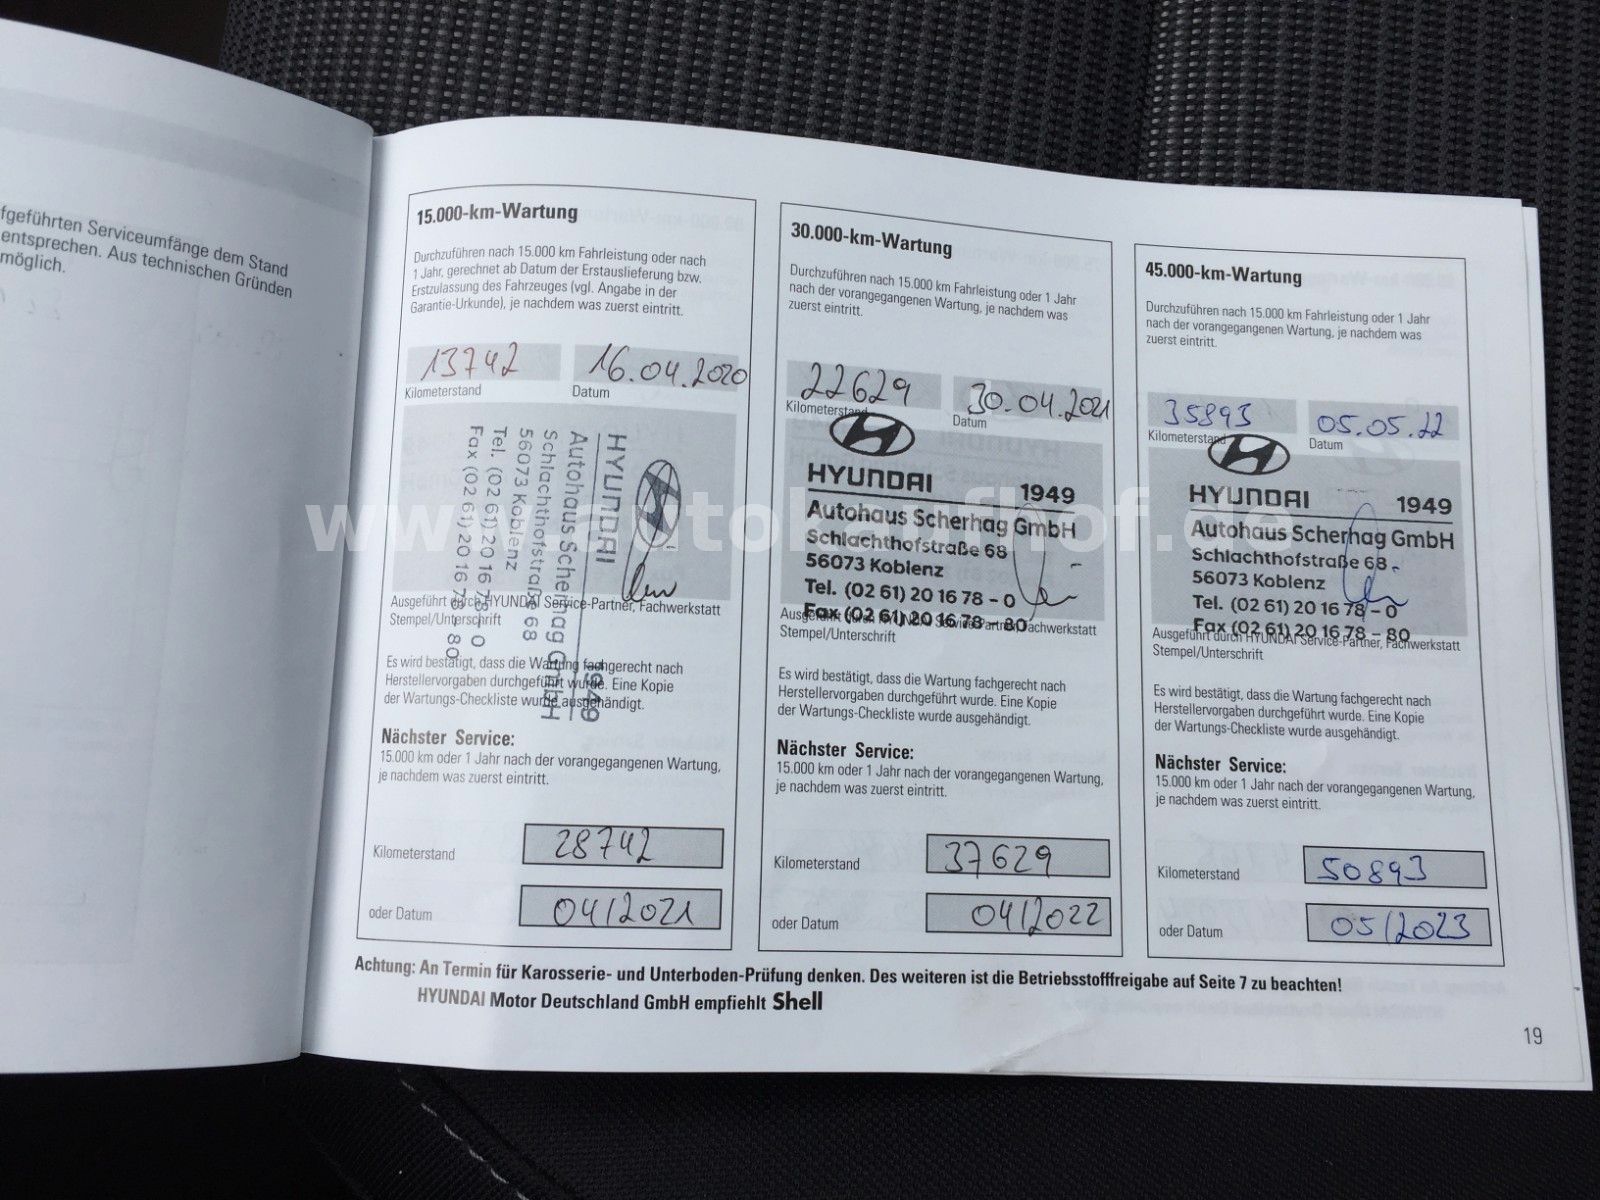 fgeführten Serviceumfänge dem Stand
entsprechen. Aus technischen Gründen
möglich.
15.000-km-Wartung
Durchzuführen nach 15.000 km Fahrleistung oder nach
1 Jahr, gerechnet ab Datum der Erstauslieferung bzw.
Erstzulassung des Fahrzeuges (vgl. Angabe in der
Garantie-Urkunde), je nachdem was zuerst eintritt.
13742 16.04.2020
Kilometerstand Datum
HYUNDAI 1949
Autohaus Scherhag GmbH
Schlachthofstraße 68
56073 Koblenz
Tel. (02 61) 20 16 78 - 0
Fax (02 61) 20 16 78 - 80
Ausgeführt durch HYUNDAI Service-Partner, Fachwerkstatt
Stempel/Unterschrift
Es wird bestätigt, dass die Wartung fachgerecht nach
Herstellervorgaben durchgeführt wurde. Eine Kopie
der Wartungs-Checkliste wurde ausgehändigt.
Nächster Service:
15.000 km oder 1 Jahr nach der vorangegangenen Wartung,
je nachdem was zuerst eintritt.
Kilometerstand 28742
oder Datum 04/2021
30.000-km-Wartung
Durchzuführen nach 15.000 km Fahrleistung oder 1 Jahr
nach der vorangegangenen Wartung, je nachdem was
zuerst eintritt.
22629 30.04.2021
Kilometerstand Datum
HYUNDAI 1949
Autohaus Scherhag GmbH
Schlachthofstraße 68
56073 Koblenz
Tel. (02 61) 20 16 78 - 0
Fax (02 61) 20 16 78 - 80
Ausgeführt durch HYUNDAI Service-Partner, Fachwerkstatt
Stempel/Unterschrift
Es wird bestätigt, dass die Wartung fachgerecht nach
Herstellervorgaben durchgeführt wurde. Eine Kopie
der Wartungs-Checkliste wurde ausgehändigt.
Nächster Service:
15.000 km oder 1 Jahr nach der vorangegangenen Wartung,
je nachdem was zuerst eintritt.
Kilometerstand 37629
oder Datum 04/2022
45.000-km-Wartung
Durchzuführen nach 15.000 km Fahrleistung oder 1 Jahr
nach der vorangegangenen Wartung, je nachdem was
zuerst eintritt.
35893 05.05.22
Kilometerstand Datum
HYUNDAI 1949
Autohaus Scherhag GmbH
Schlachthofstraße 68
56073 Koblenz
Tel. (02 61) 20 16 78 - 0
Fax (02 61) 20 16 78 - 80
Ausgeführt durch HYUNDAI Service-Partner, Fachwerkstatt
Stempel/Unterschrift
Es wird bestätigt, dass die Wartung fachgerecht nach
Herstellervorgaben durchgeführt wurde. Eine Kopie
der Wartungs-Checkliste wurde ausgehändigt.
Nächster Service:
15.000 km oder 1 Jahr nach der vorangegangenen Wartung,
je nachdem was zuerst eintritt.
Kilometerstand 50893
oder Datum 05/2023
Achtung: An Termin für Karosserie- und Unterboden-Prüfung denken. Des weiteren ist die Betriebsstofffreigabe auf Seite 7 zu beachten!
HYUNDAI Motor Deutschland GmbH empfiehlt Shell
19